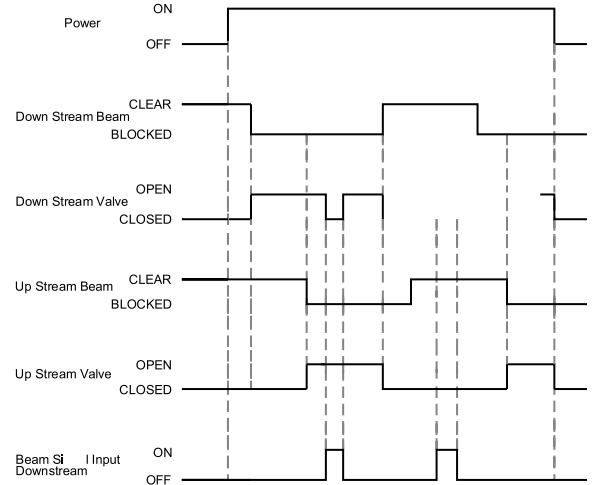 Power
ON
OFF
Down Stream Beam
CLEAR
BLOCKED
Down Stream Valve
OPEN
CLOSED
Up Stream Beam
CLEAR
BLOCKED
Up Stream Valve
OPEN
CLOSED
Beam Input
Downstream
ON
OFF